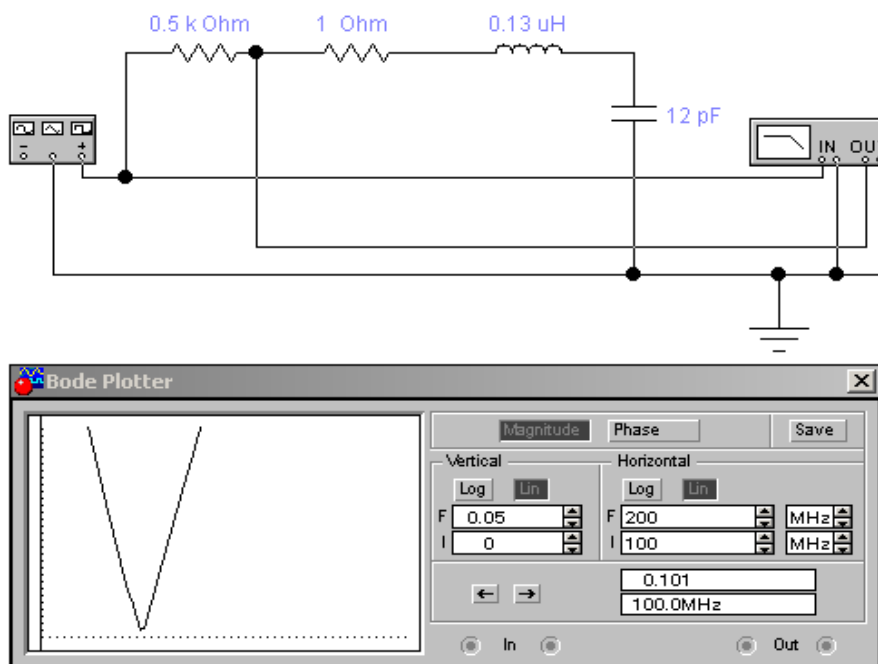 0.5 k Ohm 1 Ohm 0.13 uH
12 pF
- +
IN OU
Bode Plotter
Magnitude Phase Save
Vertical Horizontal
Log Lin Log Lin
F 0.05 F 200 MHz
I 0 I 100 MHz
0.101
100.0MHz
In Out